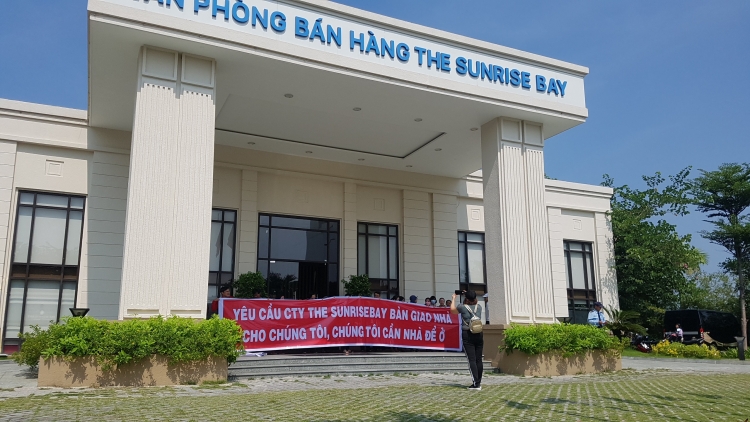 VĂN PHÒNG BÁN HÀNG THE SUNRISE BAY
YÊU CẦU CTY THE SUNRISEBAY BÀN GIAO NHÀ
CHO CHÚNG TÔI, CHÚNG TÔI CẦN NHÀ ĐỂ Ở